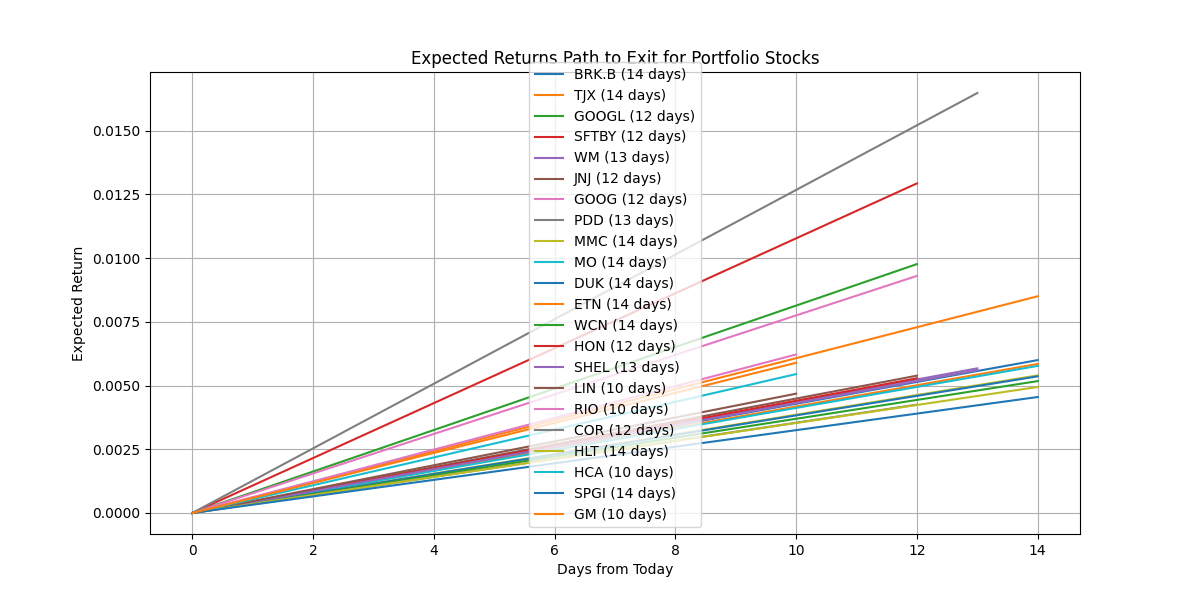 Expected Returns Path to Exit for Portfolio Stocks
BRK.B (14 days)
TJX (14 days)
GOOGL (12 days)
SFTBY (12 days)
WM (13 days)
JNJ (12 days)
GOOG (12 days)
PDD (13 days)
MMC (14 days)
MO (14 days)
DUK (14 days)
ETN (14 days)
WCN (14 days)
HON (12 days)
SHEL (13 days)
LIN (10 days)
RIO (10 days)
COR (12 days)
HLT (14 days)
HCA (10 days)
SPGI (14 days)
GM (10 days)
Expected Return
0.0150
0.0125
0.0100
0.0075
0.0050
0.0025
0.0000
0 2 4 6 8 10 12 14
Days from Today